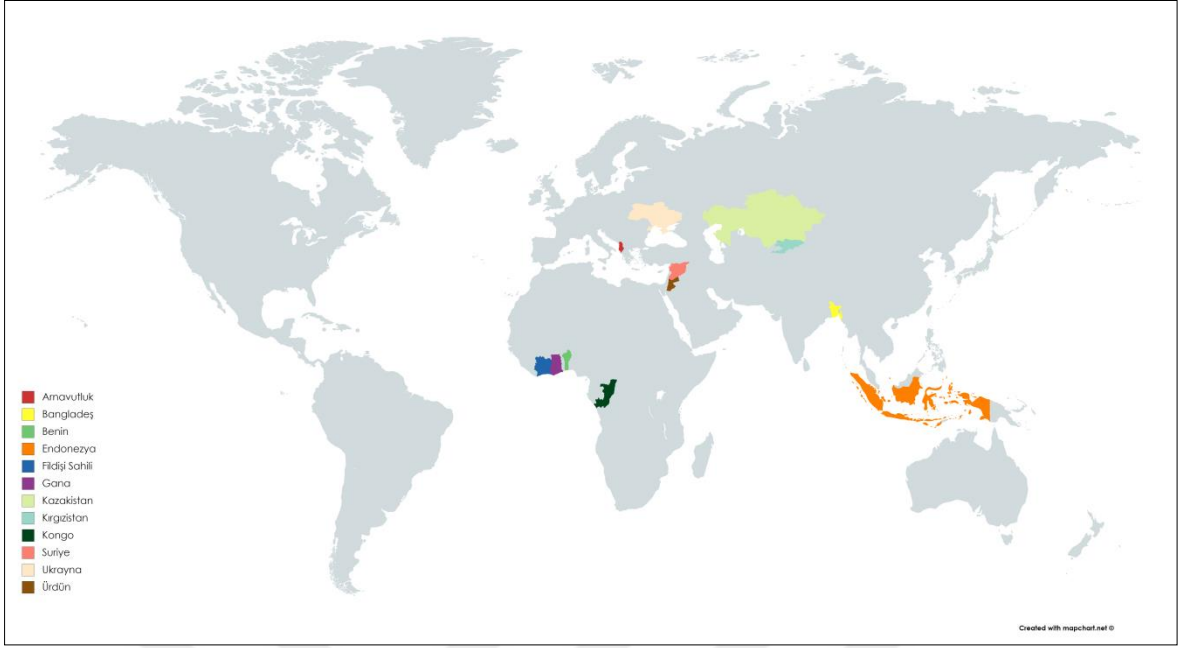 Arnavutluk
Bangladeş
Benin
Endonezya
Fildişi Sahili
Gana
Kazakistan
Kırgızistan
Kongo
Suriye
Ukrayna
Ürdün
Created with mapchart.net ©